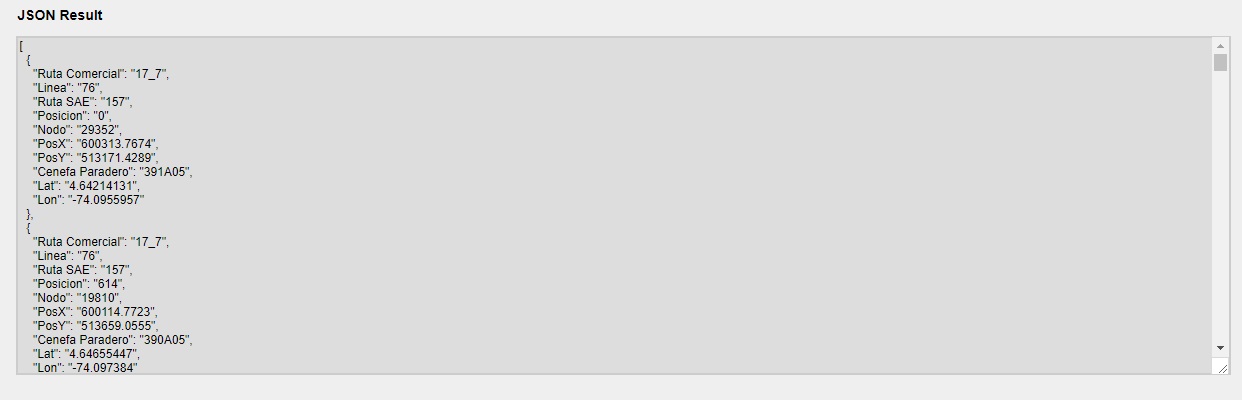 JSON Result
[
{
"Ruta Comercial": "17_7",
"Linea": "76",
"Ruta SAE": "157",
"Posicion": "0",
"Nodo": "29352",
"PosX": "600313.7674",
"PosY": "513171.4289",
"Cenefa Paradero": "391A05",
"Lat": "4.64214131",
"Lon": "-74.0955957"
},
{
"Ruta Comercial": "17_7",
"Linea": "76",
"Ruta SAE": "157",
"Posicion": "614",
"Nodo": "19810",
"PosX": "600114.7723",
"PosY": "513659.0555",
"Cenefa Paradero": "390A05",
"Lat": "4.64655447",
"Lon": "-74.097384"